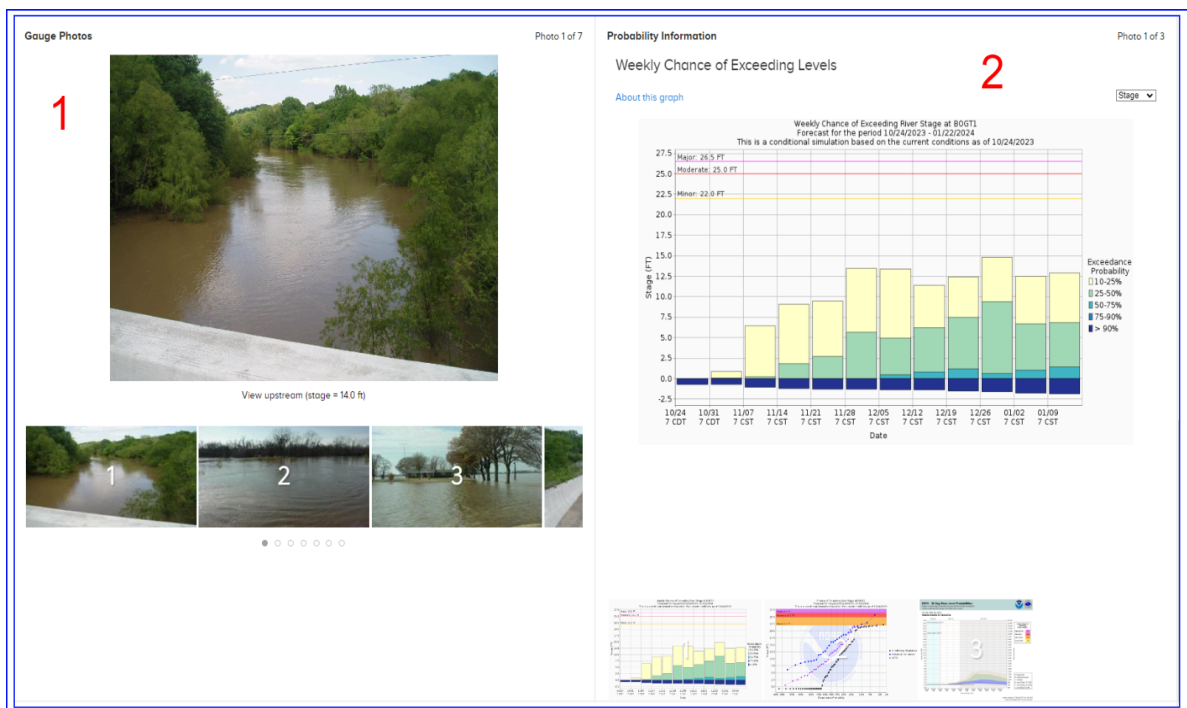 Gauge Photos
Photo 1 of 7
1
View upstream (stage = 14.0 ft)
1
2
3
Probability Information
Photo 1 of 3
2
Weekly Chance of Exceeding Levels
About this graph
Stage
Weekly Chance of Exceeding River Stage at BOGT1
Forecast for the period 10/24/2023 - 01/22/2024
This is a conditional simulation based on the current conditions as of 10/24/2023
27.5
25.0
22.5
20.0
17.5
15.0
12.5
10.0
7.5
5.0
2.5
0.0
-2.5
Stage (FT)
Major: 26.5 FT
Moderate: 25.0 FT
Minor: 22.0 FT
Exceedance
Probability
10-25%
25-50%
50-75%
75-90%
> 90%
10/24 10/31 11/07 11/14 11/21 11/28 12/05 12/12 12/19 12/26 01/02 01/09
7 CDT 7 CDT 7 CST 7 CST 7 CST 7 CST 7 CST 7 CST 7 CST 7 CST 7 CST 7 CST
Date
3